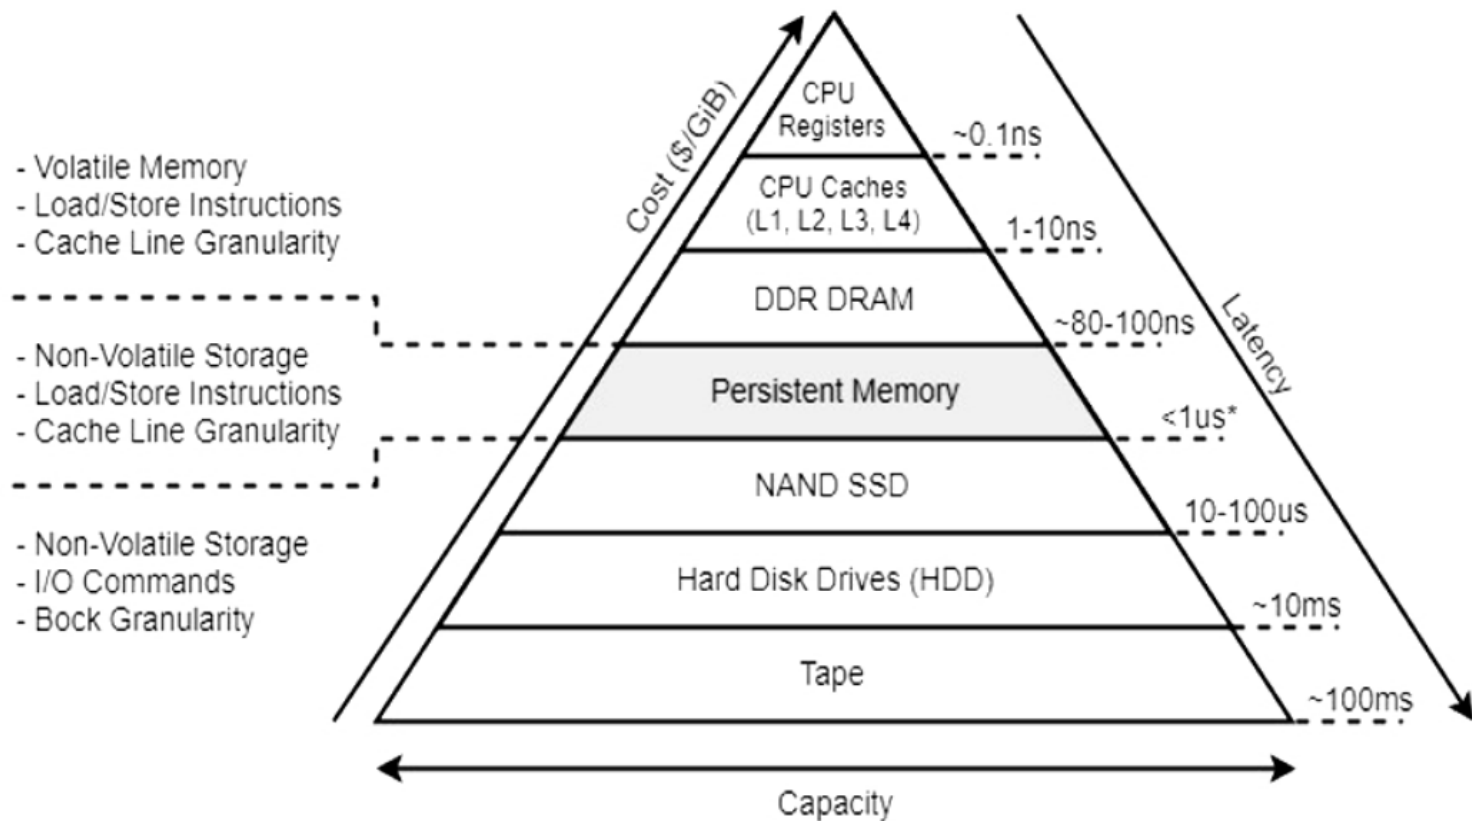 CPU
Registers
~0.1ns
Cost ($/GiB)
- Volatile Memory
- Load/Store Instructions
- Cache Line Granularity
CPU Caches
(L1, L2, L3, L4)
1-10ns
DDR DRAM
~80-100ns
Latency
- Non-Volatile Storage
- Load/Store Instructions
- Cache Line Granularity
Persistent Memory
<1us*
NAND SSD
10-100us
- Non-Volatile Storage
- I/O Commands
- Bock Granularity
Hard Disk Drives (HDD)
~10ms
Tape
~100ms
Capacity